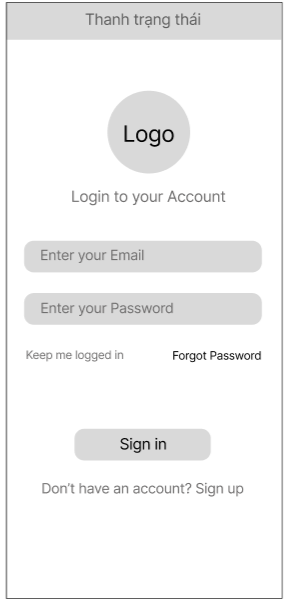 Thanh trạng thái
Logo
Login to your Account
Enter your Email
Enter your Password
Keep me logged in Forgot Password
Sign in
Don't have an account? Sign up